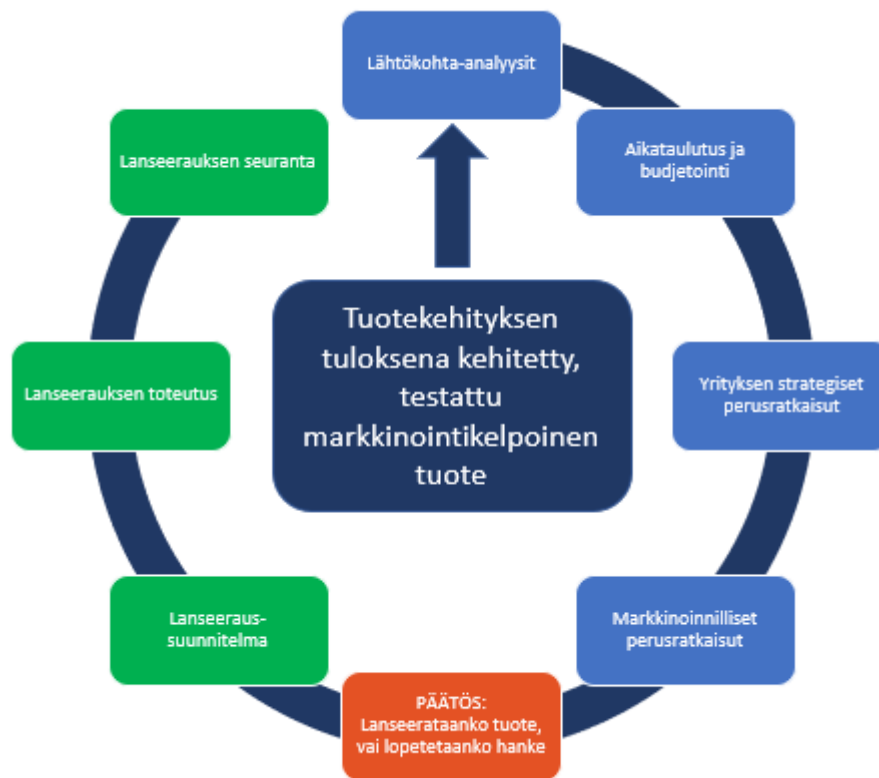 Lähtökohta-analyysit
Aikataulutus ja
budjetointi
Yrityksen strategiset
perusratkaisut
Markkinoinnilliset
perusratkaisut
PÄÄTÖS:
Lanseerataanko tuote,
vai lopetetaanko hanke
Lanseeraus-
suunnitelma
Lanseerauksen toteutus
Lanseerauksen seuranta
Tuotekehityksen
tuloksena kehitetty,
testattu
markkinointikelpoinen
tuote